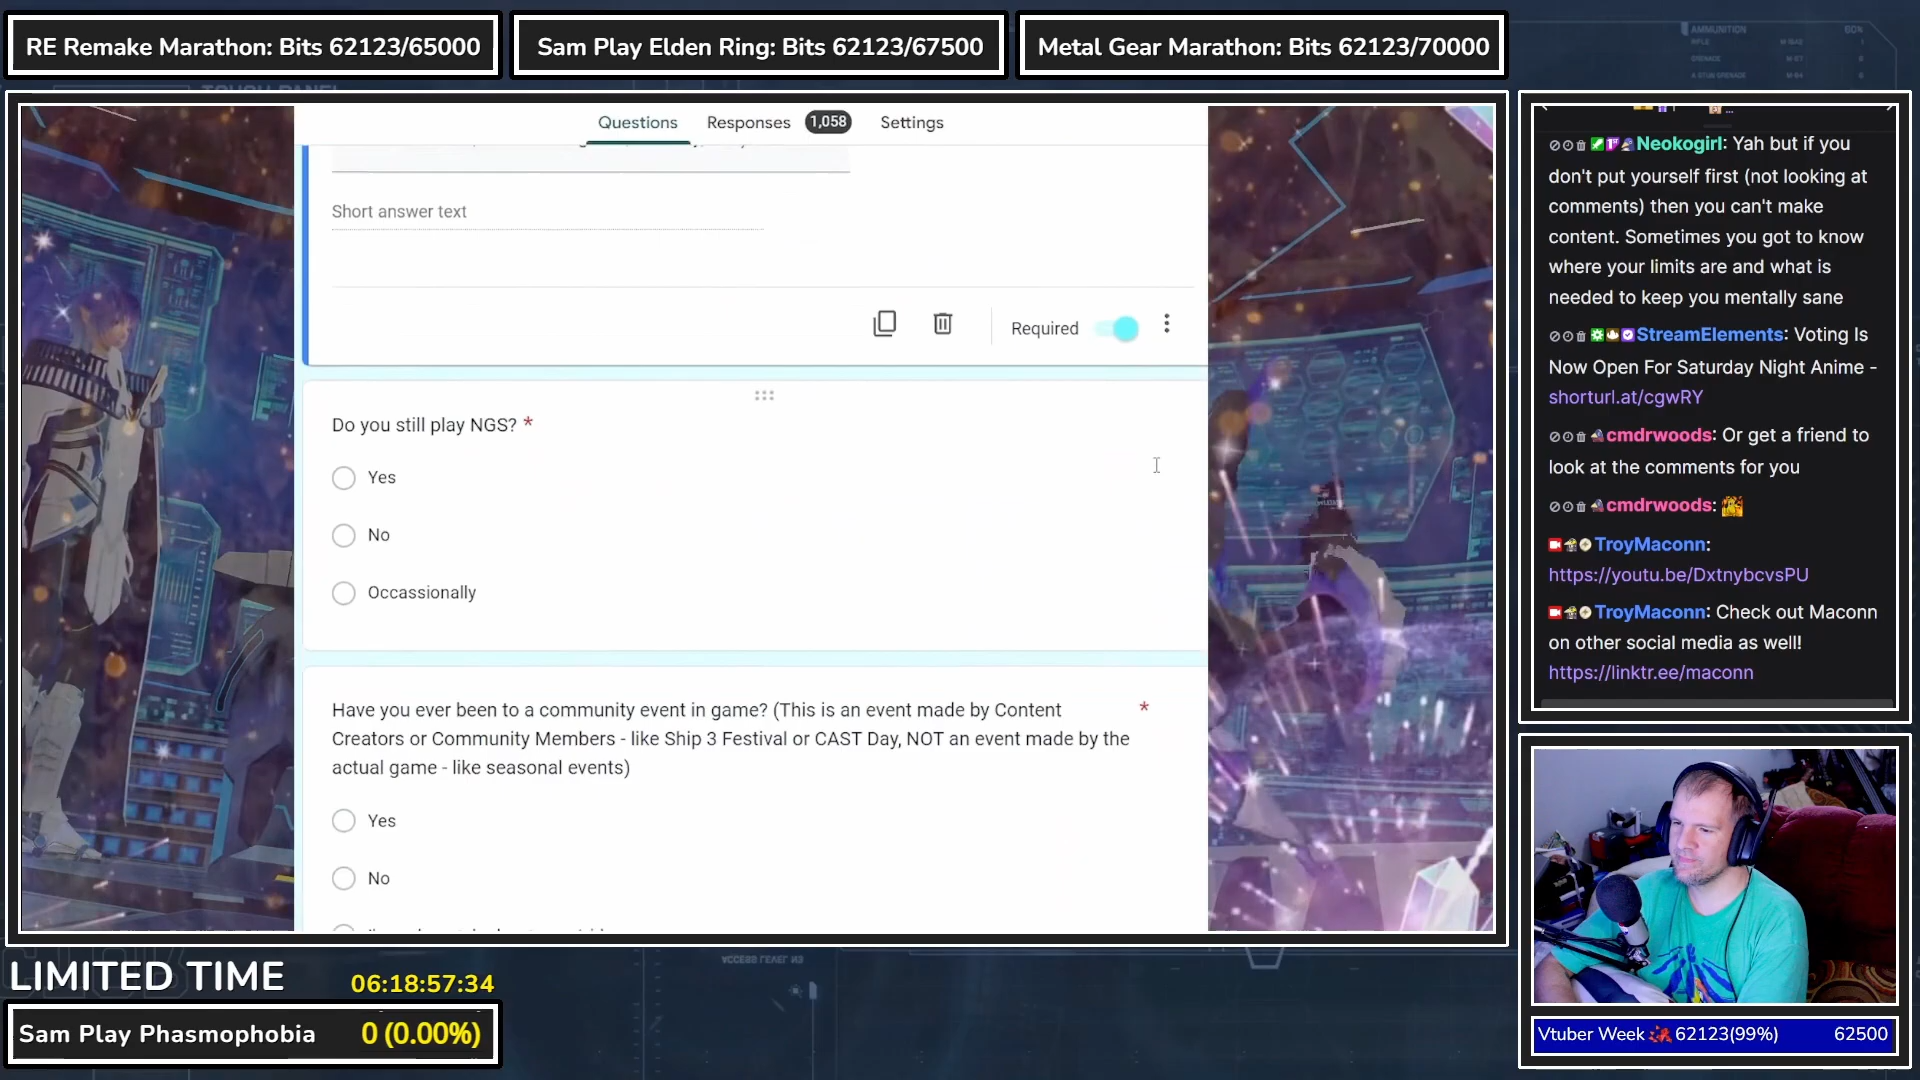 RE Remake Marathon: Bits 62123/65000
Sam Play Elden Ring: Bits 62123/67500
Metal Gear Marathon: Bits 62123/70000
Questions
Responses
1,058
Settings
Short answer text
Required
Do you still play NGS? *
Yes
No
Occassionally
Have you ever been to a community event in game? (This is an event made by Content *
Creators or Community Members - like Ship 3 Festival or CAST Day, NOT an event made by the
actual game - like seasonal events)
Yes
No
Neokogirl: Yah but if you
don't put yourself first (not looking at
comments) then you can't make
content. Sometimes you got to know
where your limits are and what is
needed to keep you mentally sane
StreamElements: Voting Is
Now Open For Saturday Night Anime -
shorturl.at/cgwRY
cmdrwoods: Or get a friend to
look at the comments for you
cmdrwoods:
TroyMaconn:
https://youtu.be/DxtnybcvsPU
TroyMaconn: Check out Maconn
on other social media as well!
https://linktr.ee/maconn
LIMITED TIME
06:18:57:34
Sam Play Phasmophobia 0 (0.00%)
Vtuber Week 62123(99%) 62500